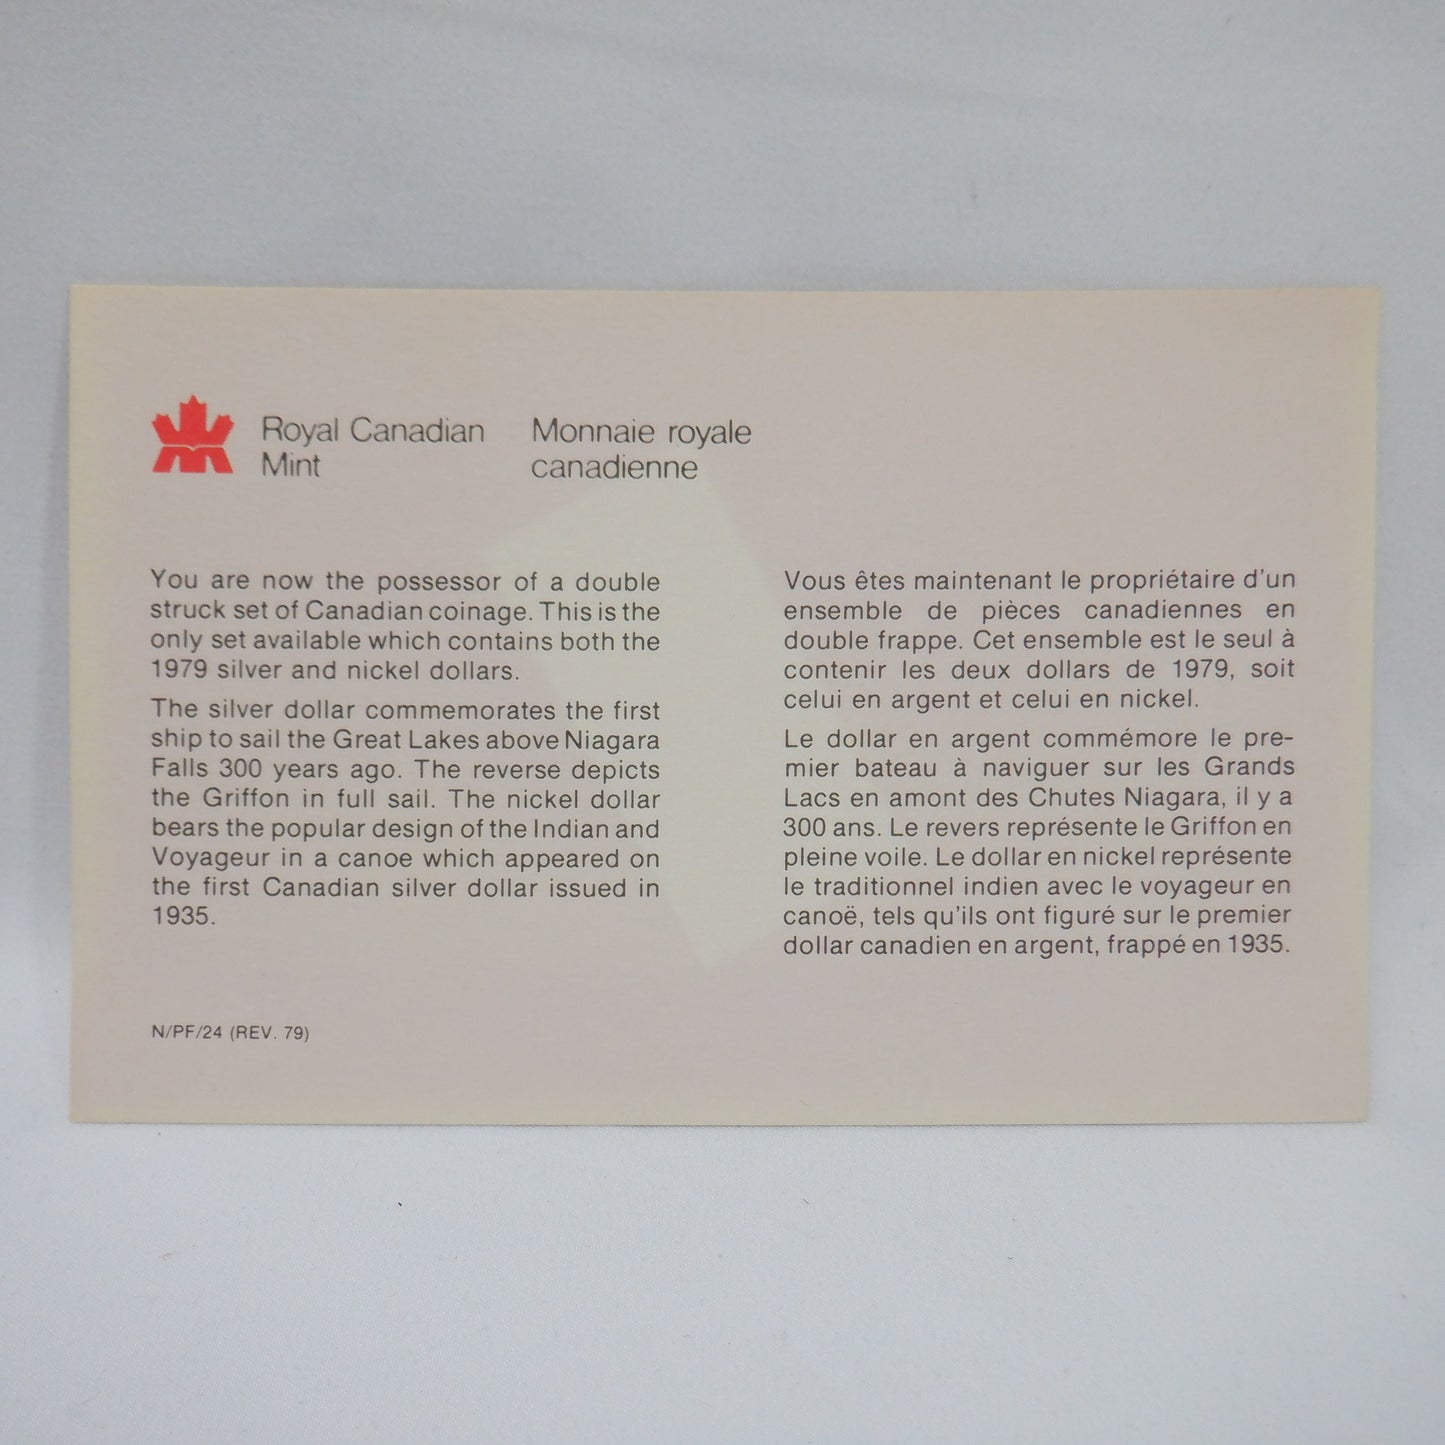 Royal Canadian
Mint
Monnaie royale
canadienne
You are now the possessor of a double
struck set of Canadian coinage. This is the
only set available which contains both the
1979 silver and nickel dollars.
The silver dollar commemorates the first
ship to sail the Great Lakes above Niagara
Falls 300 years ago. The reverse depicts
the Griffon in full sail. The nickel dollar
bears the popular design of the Indian and
Voyageur in a canoe which appeared on
the first Canadian silver dollar issued in
1935.
Vous êtes maintenant le propriétaire d'un
ensemble de pièces canadiennes en
double frappe. Cet ensemble est le seul à
contenir les deux dollars de 1979, soit
celui en argent et celui en nickel.
Le dollar en argent commémore le pre-
mier bateau à naviguer sur les Grands
Lacs en amont des Chutes Niagara, il y a
300 ans. Le revers représente le Griffon en
pleine voile. Le dollar en nickel représente
le traditionnel indien avec le voyageur en
canoë, tels qu'ils ont figuré sur le premier
dollar canadien en argent, frappé en 1935.
N/PF/24 (REV. 79)